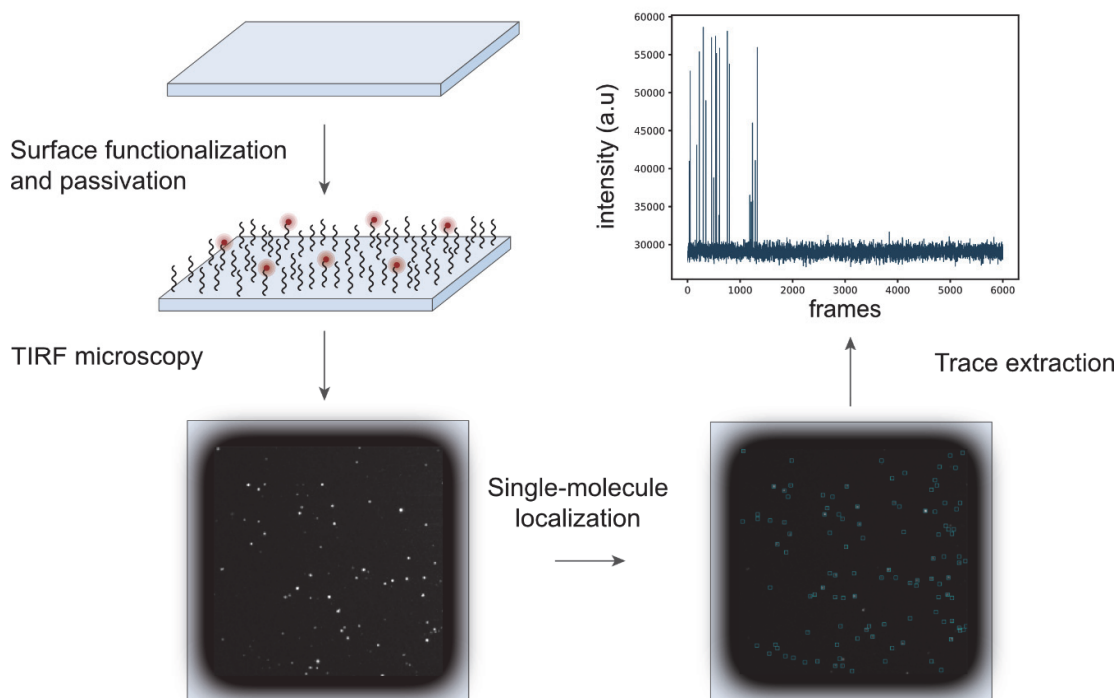 Surface functionalization
and passivation
TIRF microscopy
Single-molecule
localization
Trace extraction
intensity (a.u)
60000
55000
50000
45000
40000
35000
30000
0
1000
2000
3000
4000
5000
6000
frames